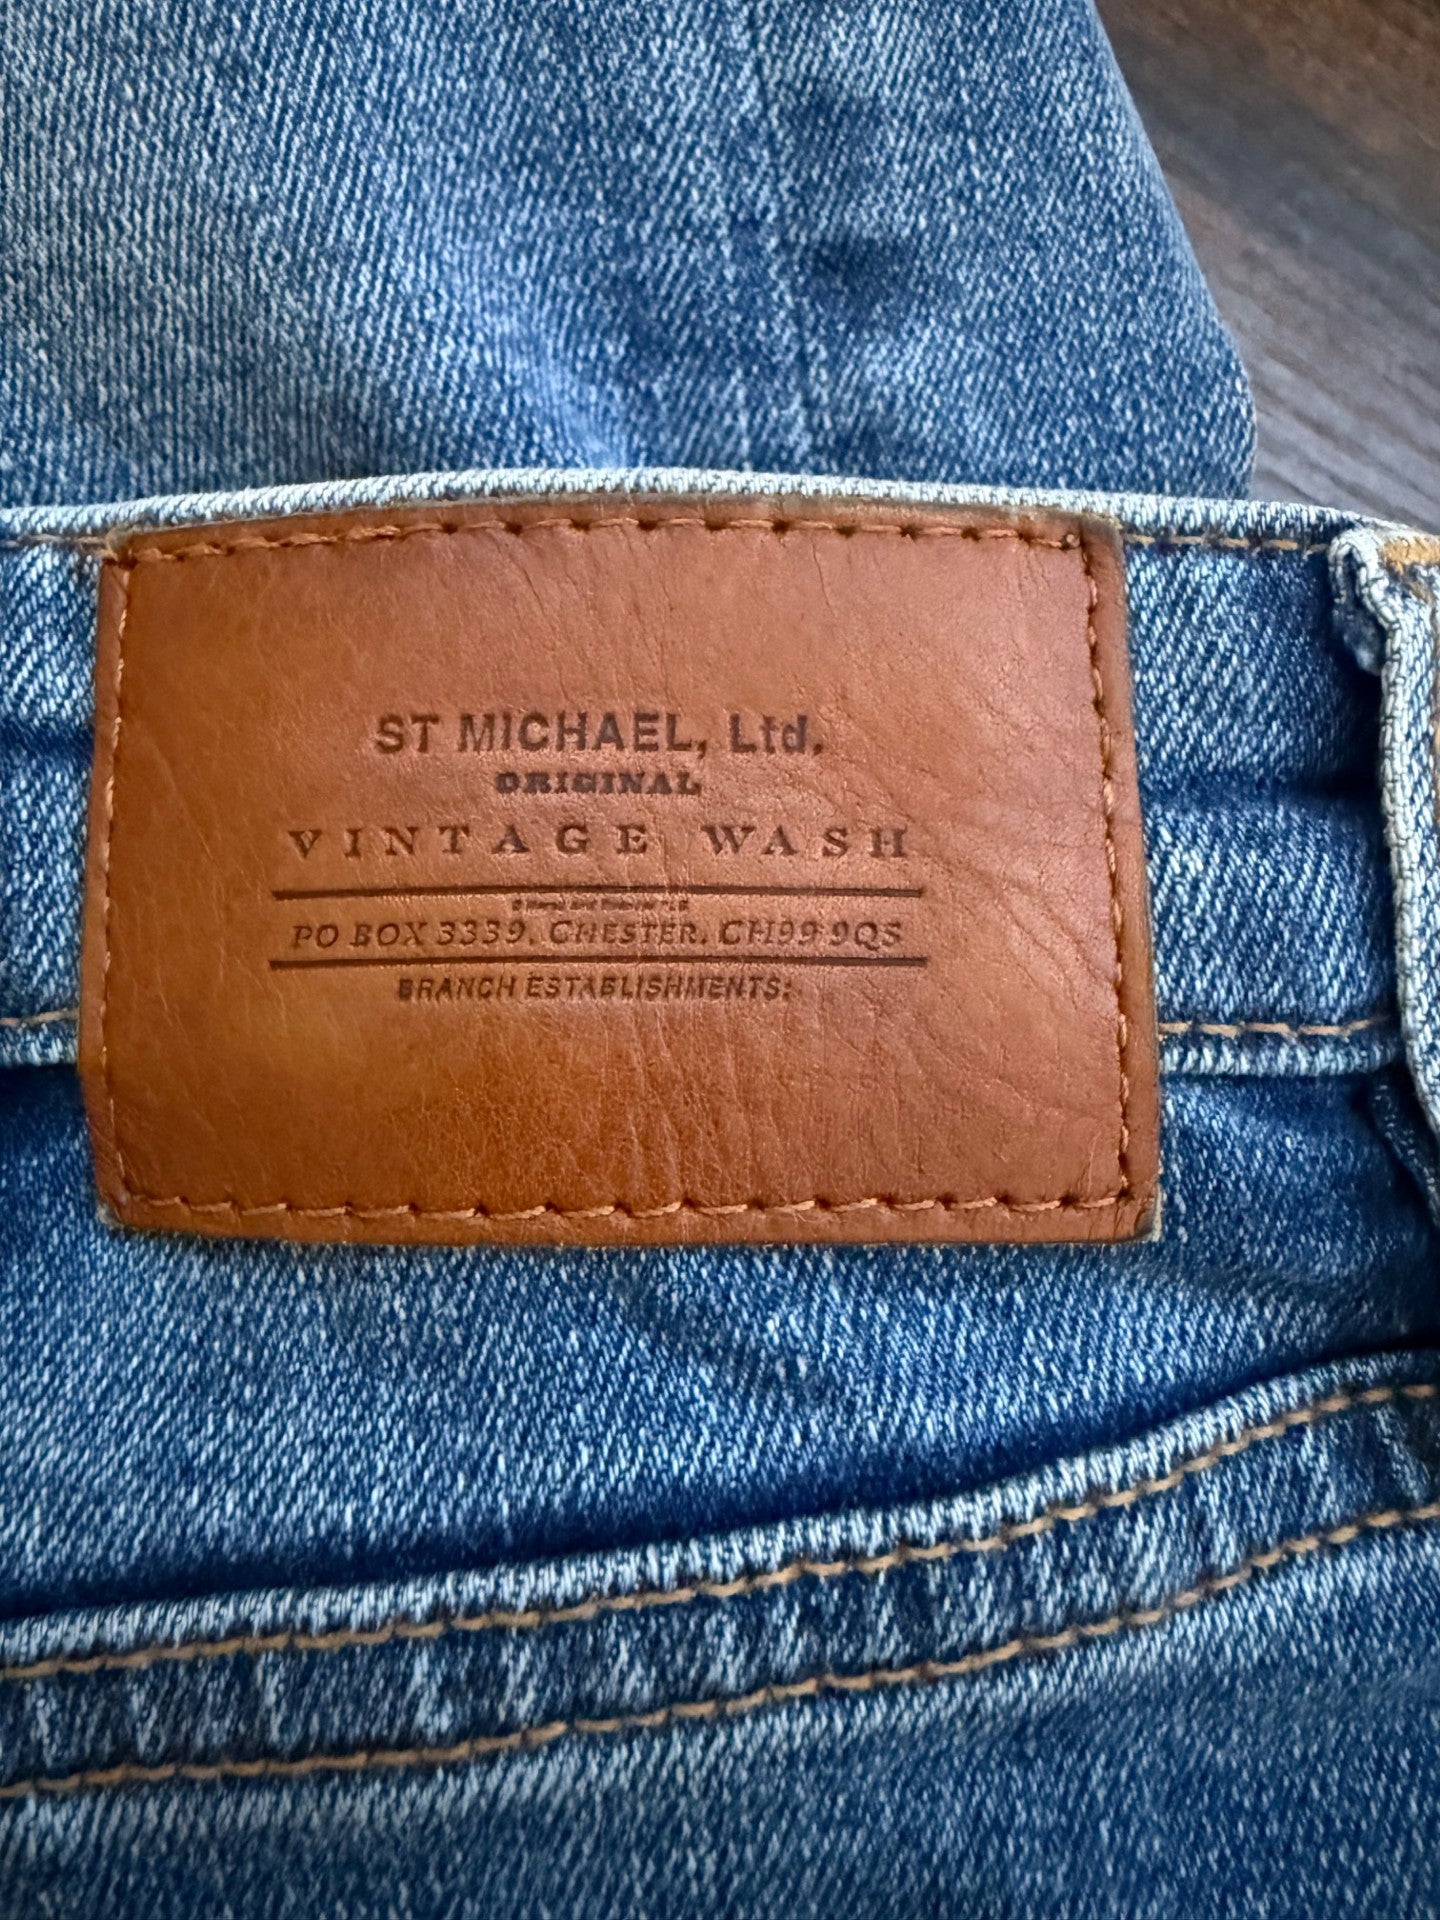 ST MICHAEL, Ltd.
ORIGINAL
VINTAGE WASH
PO BOX 3339, CHESTER, CH99 9QS
BRANCH ESTABLISHMENTS: